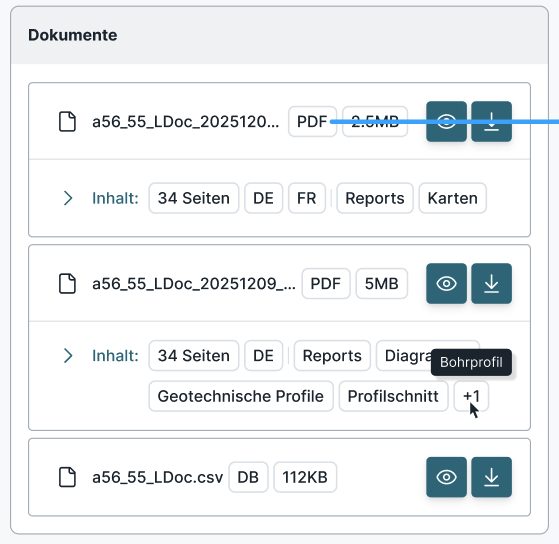 Dokumente
a56_55_LDoc_2025120... PDF 2.5MB
Inhalt: 34 Seiten DE FR Reports Karten
a56_55_LDoc_20251209_... PDF 5MB
Inhalt: 34 Seiten DE Reports
Bohrprofil
Geotechnische Profile Profilschnitt +1
a56_55_LDoc.csv DB 112KB